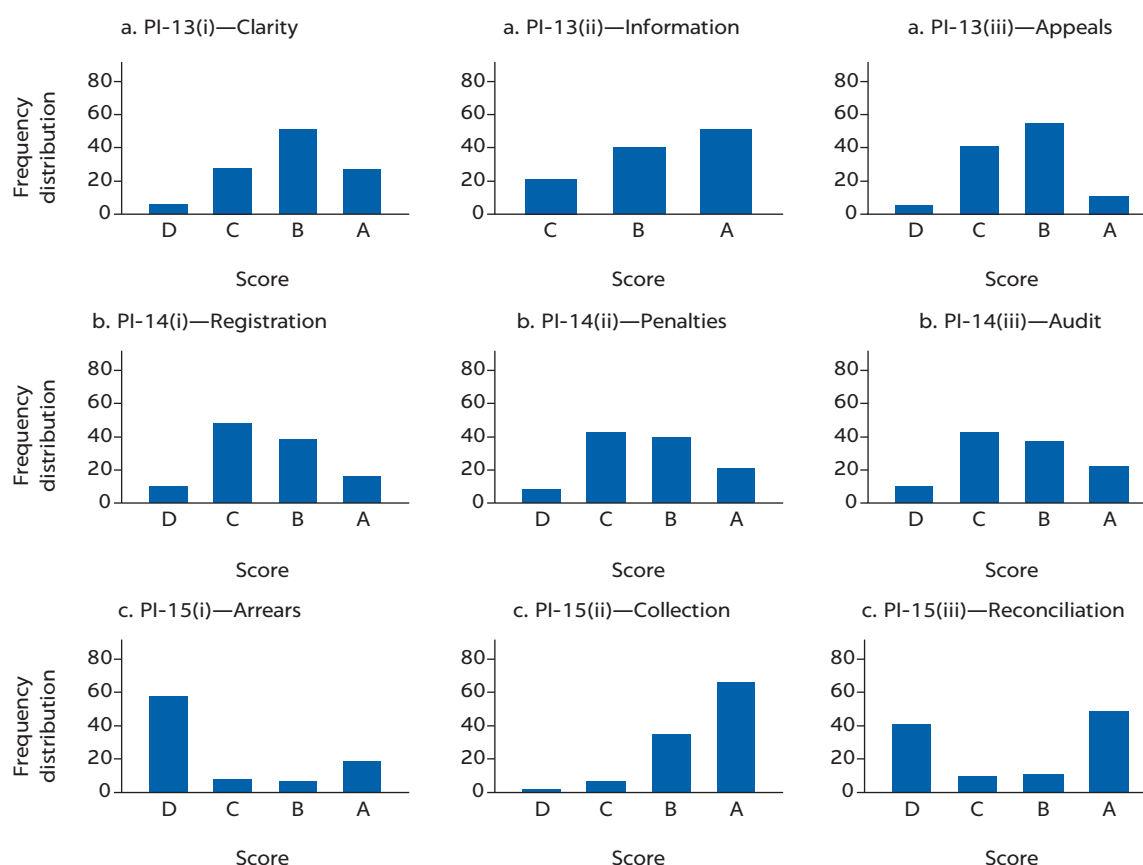 a. PI-13(i)—Clarity
a. PI-13(ii)—Information
a. PI-13(iii)—Appeals
Frequency
distribution
80
60
40
20
0
D C B A
Score
80
60
40
20
0
C B A
Score
80
60
40
20
0
D C B A
Score
b. PI-14(i)—Registration
b. PI-14(ii)—Penalties
b. PI-14(iii)—Audit
Frequency
distribution
80
60
40
20
0
D C B A
Score
80
60
40
20
0
D C B A
Score
80
60
40
20
0
D C B A
Score
c. PI-15(i)—Arrears
c. PI-15(ii)—Collection
c. PI-15(iii)—Reconciliation
Frequency
distribution
80
60
40
20
0
D C B A
Score
80
60
40
20
0
D C B A
Score
80
60
40
20
0
D C B A
Score